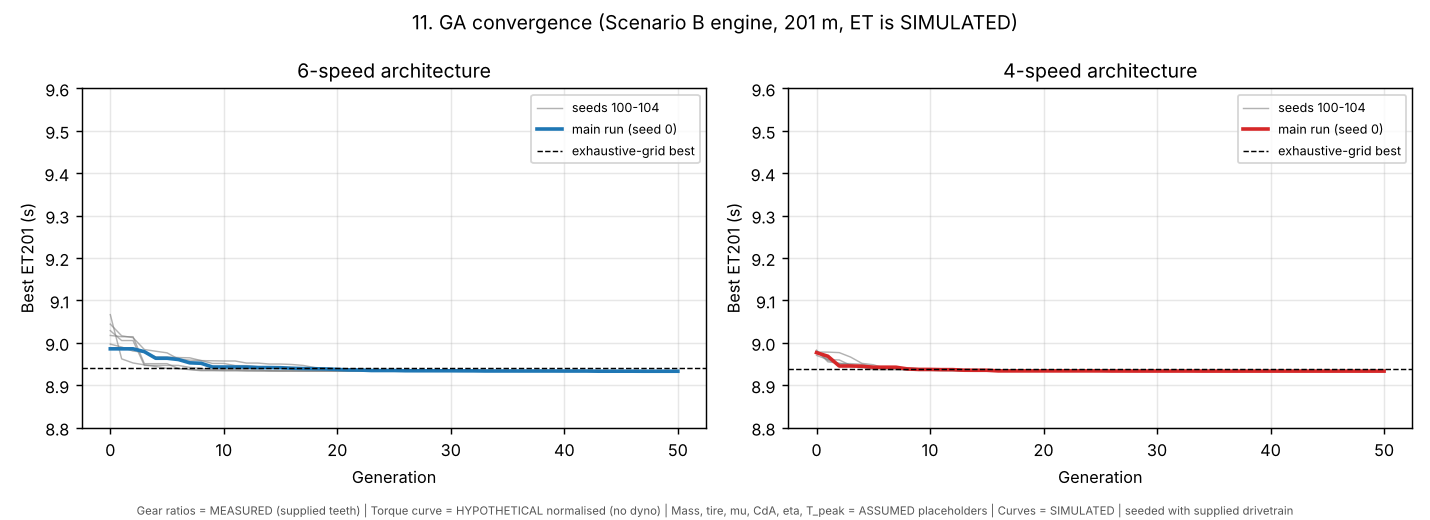 11. GA convergence (Scenario B engine, 201 m, ET is SIMULATED)
6-speed architecture
9.6
9.5
9.4
9.3
9.2
9.1
9.0
8.9
8.8
Best ET201 (s)
seeds 100-104
main run (seed 0)
exhaustive-grid best
0
10
20
30
40
50
Generation
4-speed architecture
9.6
9.5
9.4
9.3
9.2
9.1
9.0
8.9
8.8
Best ET201 (s)
seeds 100-104
main run (seed 0)
exhaustive-grid best
0
10
20
30
40
50
Generation
Gear ratios = MEASURED (supplied teeth) | Torque curve = HYPOTHETICAL normalised (no dyno) | Mass, tire, mu, CdA, eta, T_peak = ASSUMED placeholders | Curves = SIMULATED | seeded with supplied drivetrain